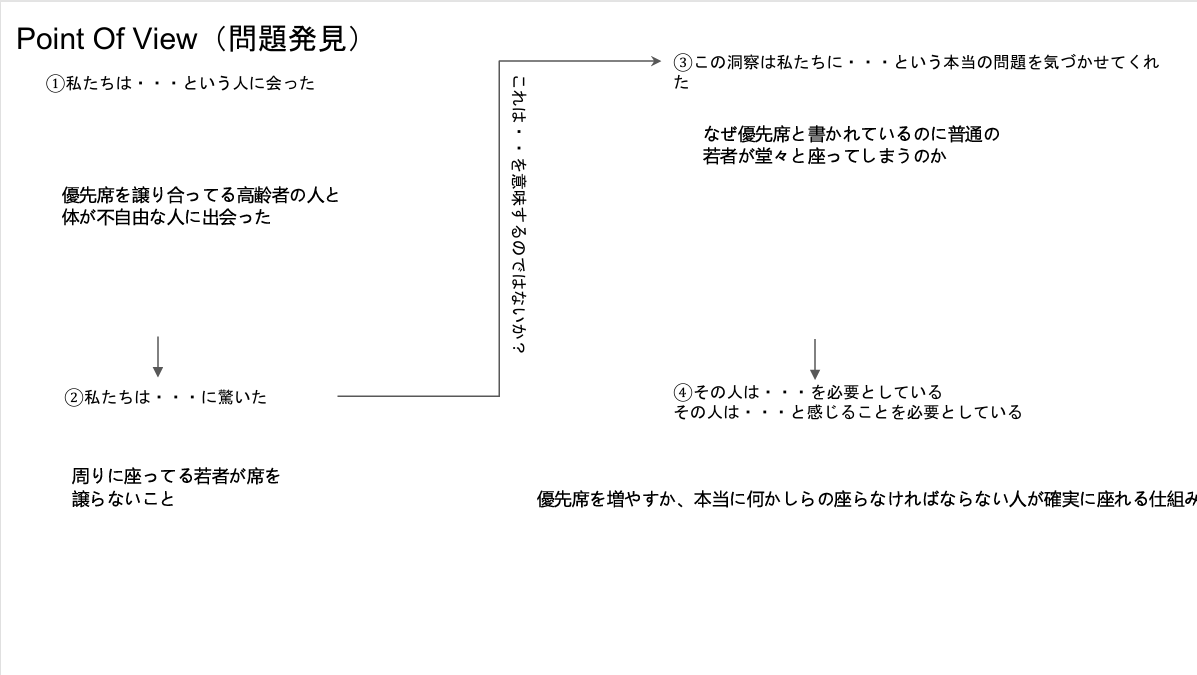 Point Of View（問題発見）
①私たちは・・・という人に会った
優先席を譲り合ってる高齢者の人と
体が不自由な人に出会った
②私たちは・・・に驚いた
周りに座ってる若者が席を
譲らないこと
これは・・を意味するのではないか？
③この洞察は私たちに・・・という本当の問題を気づかせてくれ
た
なぜ優先席と書かれているのに普通の
若者が堂々と座ってしまうのか
④その人は・・・を必要としている
その人は・・・と感じることを必要としている
優先席を増やすか、本当に何かしらの座らなければならない人が確実に座れる仕組み